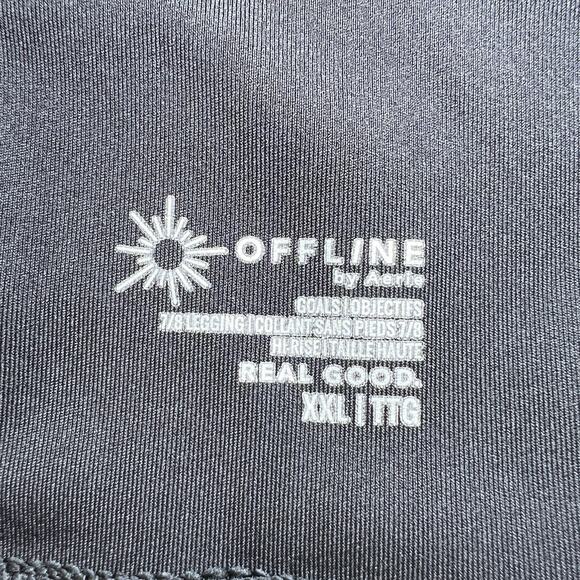 OFFLINE
by Aerie
GOALS | OBJECTIFS
7/8 LEGGING | COLLANT SANS PIEDS 7/8
HI-RISE | TAILLE HAUTE
REAL GOOD.
XXL | TTG